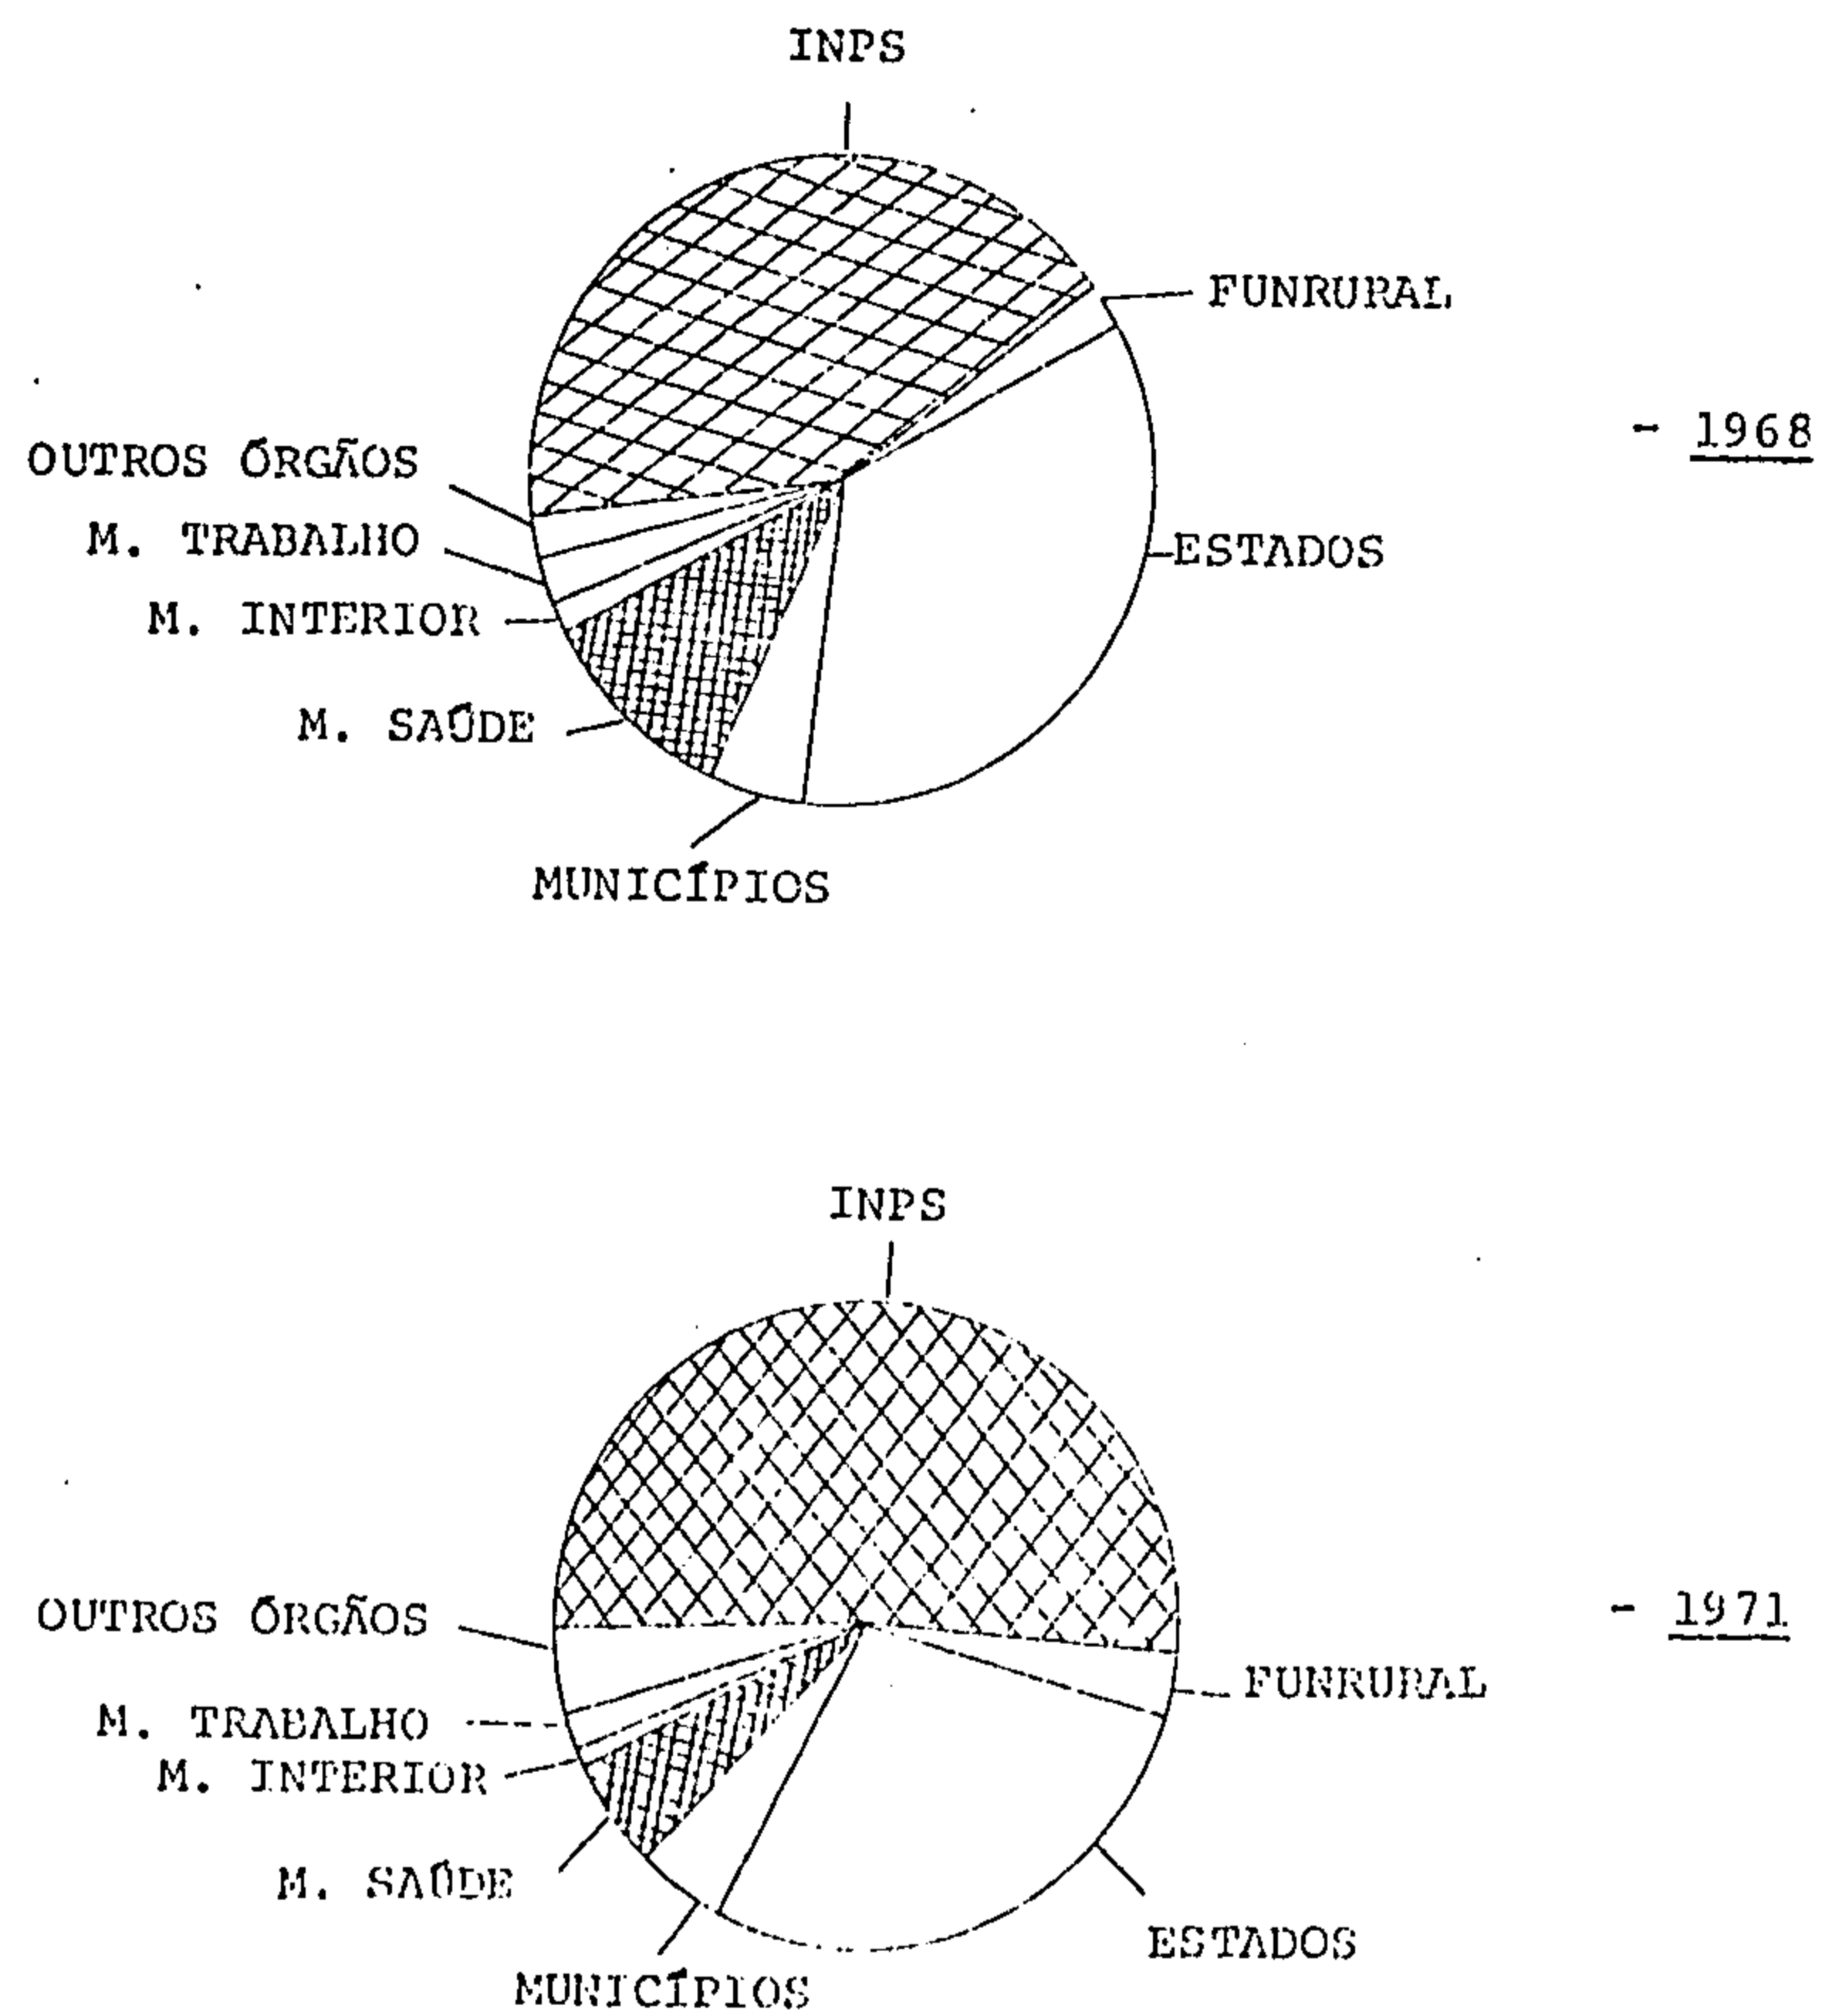 INPS
FUNRURAL
- 1968
OUTROS ÓRGÃOS
M. TRABALHO
ESTADOS
M. INTERIOR
M. SAÚDE
MUNICÍPIOS
INPS
OUTROS ÓRGÃOS
- 1971
FUNRURAL
M. TRABALHO
M. INTERIOR
M. SAÚDE
ESTADOS
MUNICÍPIOS